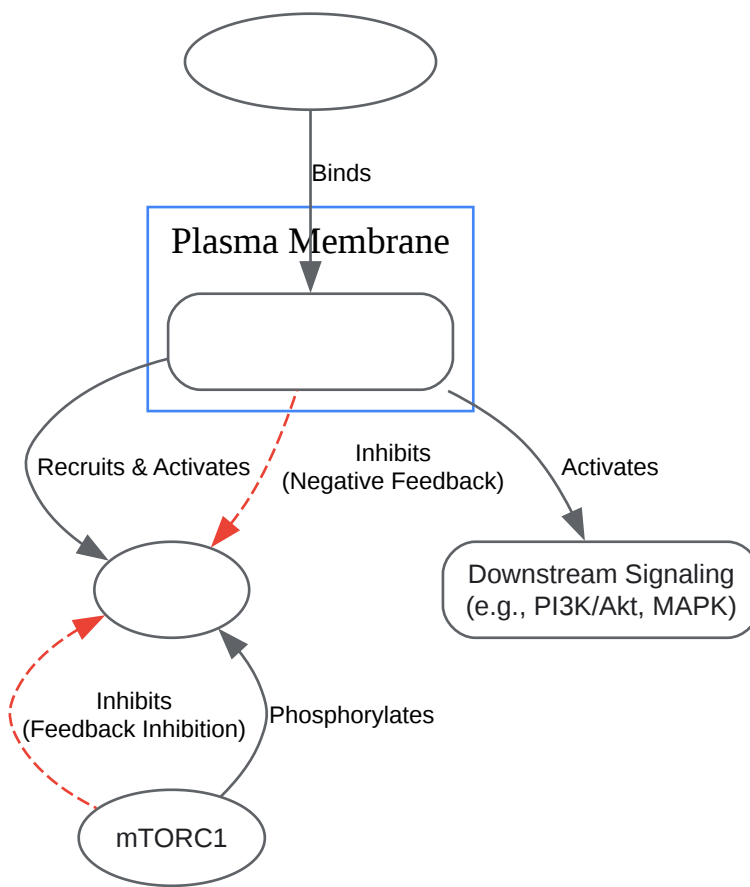 Binds
Plasma Membrane
Recruits & Activates
Inhibits
(Negative Feedback)
Activates
Downstream Signaling
(e.g., PI3K/Akt, MAPK)
Inhibits
(Feedback Inhibition)
Phosphorylates
mTORC1